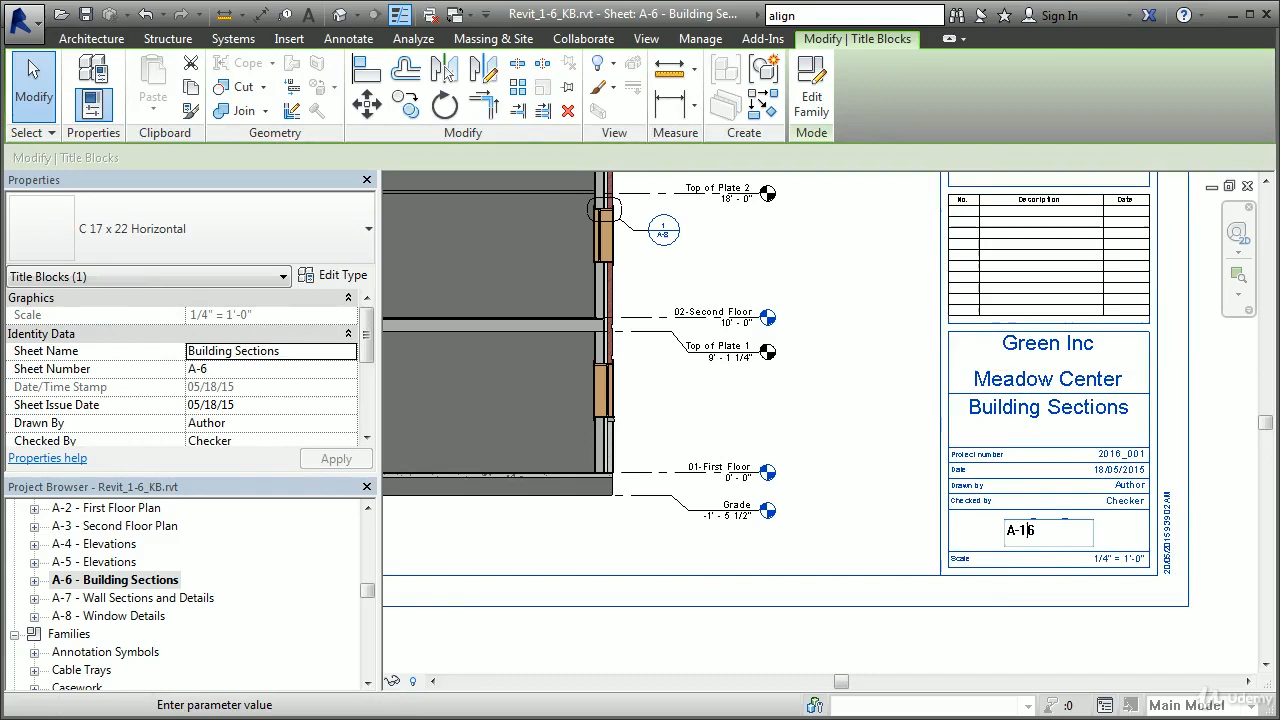 Revit_1-6_KB.rvt - Sheet: A-6 - Building Se...
align
Sign In
Architecture Structure Systems Insert Annotate Analyze Massing & Site Collaborate View Manage Add-Ins Modify | Title Blocks
Modify
Paste
Cope
Cut
Join
Edit
Family
Select Properties Clipboard Geometry Modify View Measure Create Mode
Modify | Title Blocks
Properties
C 17 x 22 Horizontal
Title Blocks (1)
Edit Type
Graphics
Scale 1/4" = 1'-0"
Identity Data
Sheet Name Building Sections
Sheet Number A-6
Date/Time Stamp 05/18/15
Sheet Issue Date 05/18/15
Drawn By Author
Checked By Checker
Properties help
Apply
Project Browser - Revit_1-6_KB.rvt
A-2 - First Floor Plan
A-3 - Second Floor Plan
A-4 - Elevations
A-5 - Elevations
A-6 - Building Sections
A-7 - Wall Sections and Details
A-8 - Window Details
Families
Annotation Symbols
Cable Trays
Casework
Top of Plate 2
18' - 0"
1
A-8
02-Second Floor
10' - 0"
Top of Plate 1
9' - 1 1/4"
01-First Floor
0' - 0"
Grade
-1' - 5 1/2"
No. Description Date
Green Inc
Meadow Center
Building Sections
Project number 2016_001
Date 18/05/2015
Drawn by Author
Checked by Checker
A-16
Scale 1/4" = 1'-0"
2D
Enter parameter value
:0
Main Model
Udemy